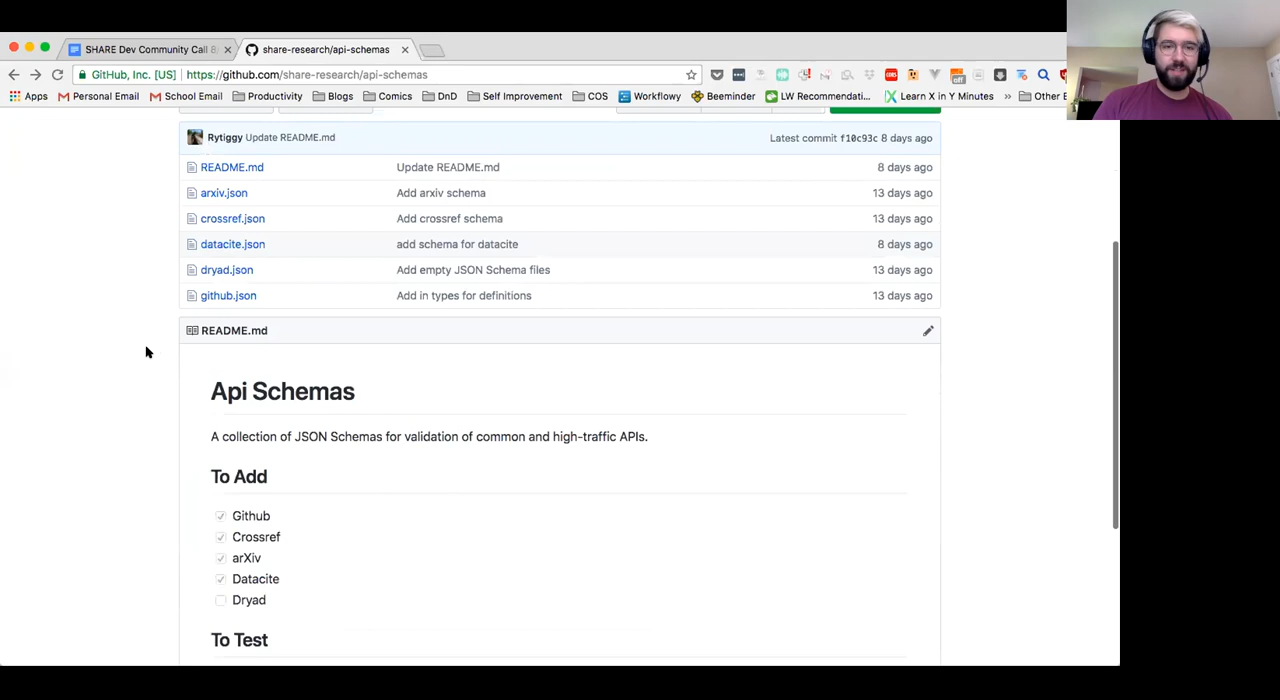 SHARE Dev Community Call 8
share-research/api-schemas
GitHub, Inc. [US] https://github.com/share-research/api-schemas
Apps Personal Email School Email Productivity Blogs Comics DnD Self Improvement COS Workflowy Beeminder LW Recommendati... Learn X in Y Minutes » Other B
Rytiggy Update README.md Latest commit f10c93c 8 days ago
README.md Update README.md 8 days ago
arxiv.json Add arxiv schema 13 days ago
crossref.json Add crossref schema 13 days ago
datacite.json add schema for datacite 8 days ago
dryad.json Add empty JSON Schema files 13 days ago
github.json Add in types for definitions 13 days ago
README.md
Api Schemas
A collection of JSON Schemas for validation of common and high-traffic APIs.
To Add
Github
Crossref
arXiv
Datacite
Dryad
To Test